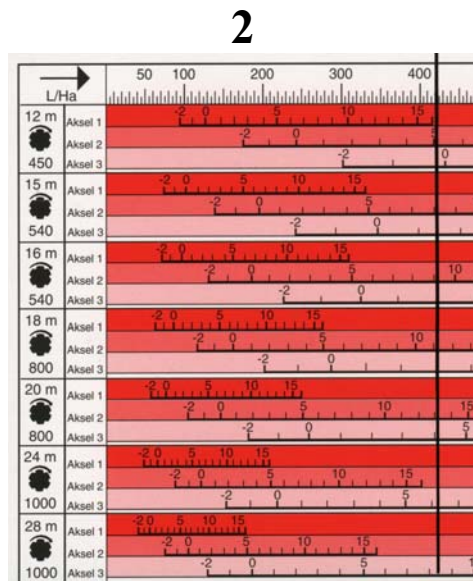 2
50 100 200 300 400
L/Ha
12 m
450
Aksel 1 -2 0 5 10 15
Aksel 2 -2 0 5
Aksel 3 -2 0
15 m
540
Aksel 1 -2 0 5 10 15
Aksel 2 -2 0 5
Aksel 3 -2 0
16 m
540
Aksel 1 -2 0 5 10 15
Aksel 2 -2 0 5 10
Aksel 3 -2 0
18 m
800
Aksel 1 -2 0 5 10 15
Aksel 2 -2 0 5 10
Aksel 3 -2 0
20 m
800
Aksel 1 -2 0 5 10 15
Aksel 2 -2 0 5 10 15
Aksel 3 -2 0 5
24 m
1000
Aksel 1 -2 0 5 10 15
Aksel 2 -2 0 5 10 15
Aksel 3 -2 0 5
28 m
1000
Aksel 1 -2 0 5 10 15
Aksel 2 -2 0 5 10 15
Aksel 3 -2 0 5